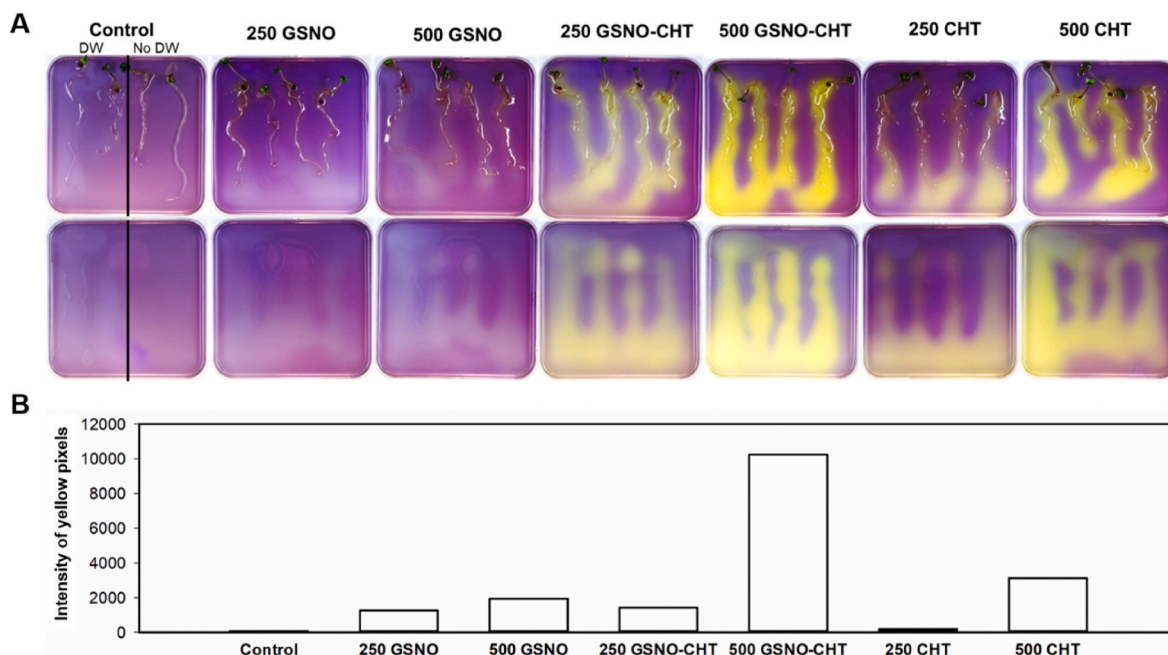 A
Control
DW No DW
250 GSNO
500 GSNO
250 GSNO-CHT
500 GSNO-CHT
250 CHT
500 CHT
B
Intensity of yellow pixels
12000
10000
8000
6000
4000
2000
0
Control
250 GSNO
500 GSNO
250 GSNO-CHT
500 GSNO-CHT
250 CHT
500 CHT